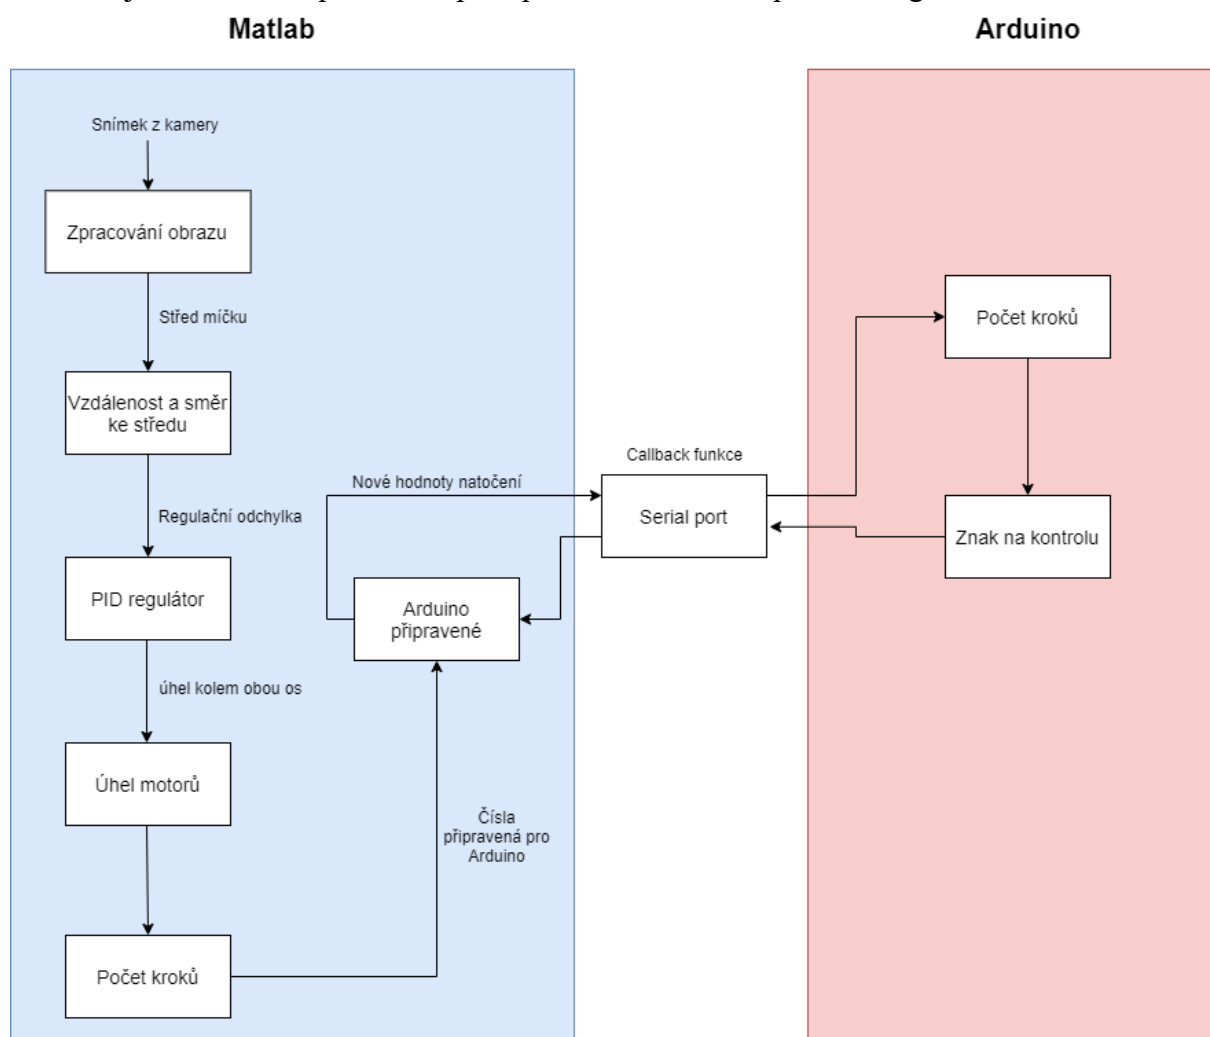 Matlab
Arduino
Snímek z kamery
Zpracování obrazu
Střed míčku
Vzdálenost a směr
ke středu
Regulační odchylka
PID regulátor
úhel kolem obou os
Úhel motorů
Počet kroků
Čísla
připravená pro
Arduino
Arduino
připravené
Nové hodnoty natočení
Callback funkce
Serial port
Počet kroků
Znak na kontrolu